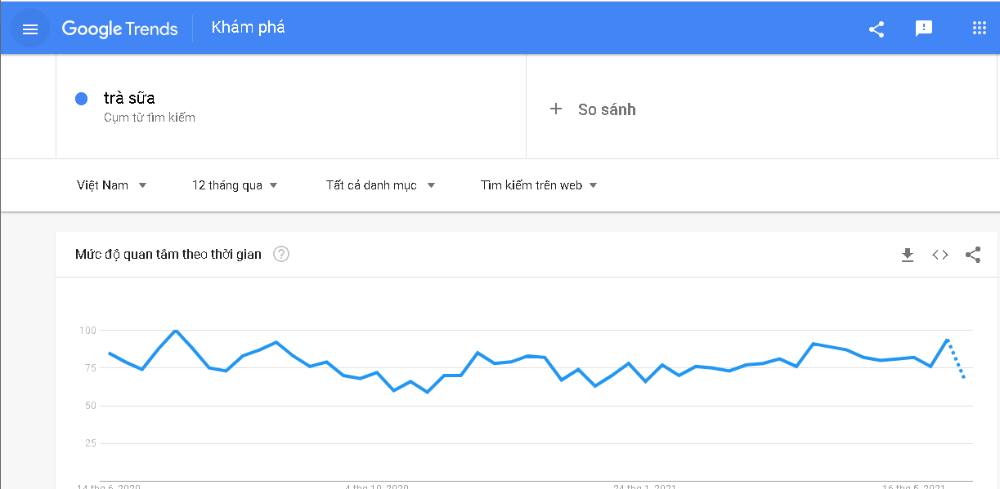 Google Trends Khám phá
trà sữa
Cụm từ tìm kiếm
+ So sánh
Việt Nam 12 tháng qua Tất cả danh mục Tìm kiếm trên web
Mức độ quan tâm theo thời gian ?
100
75
50
25
14 thg 6, 2020 4 thg 10, 2020 24 thg 1, 2021 16 thg 5, 2021